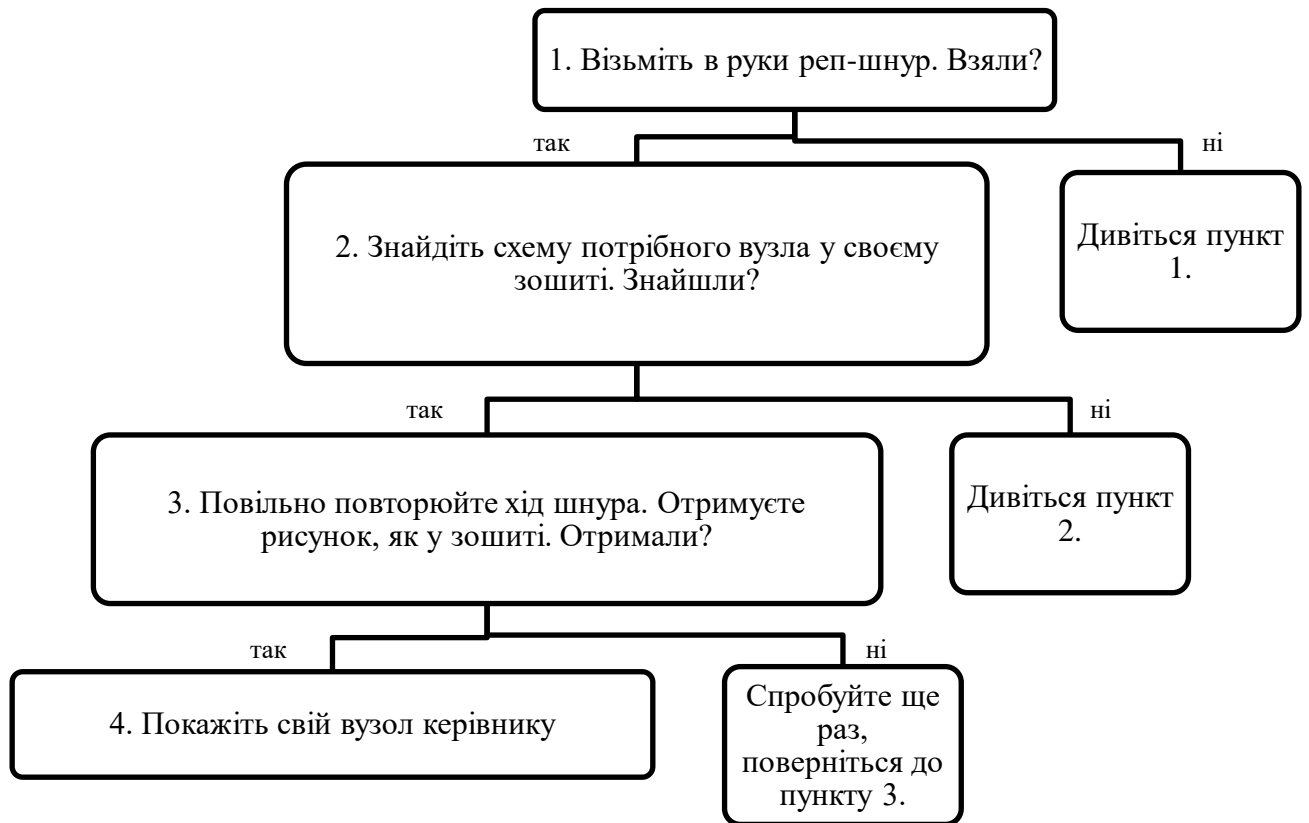 1. Візьміть в руки реп-шнур. Взяли?
так
ні
2. Знайдіть схему потрібного вузла у своєму
зошиті. Знайшли?
Дивіться пункт
1.
так
ні
3. Повільно повторюйте хід шнура. Отримуєте
рисунок, як у зошиті. Отримали?
Дивіться пункт
2.
так
ні
4. Покажіть свій вузол керівнику
Спробуйте ще
раз,
поверніться до
пункту 3.